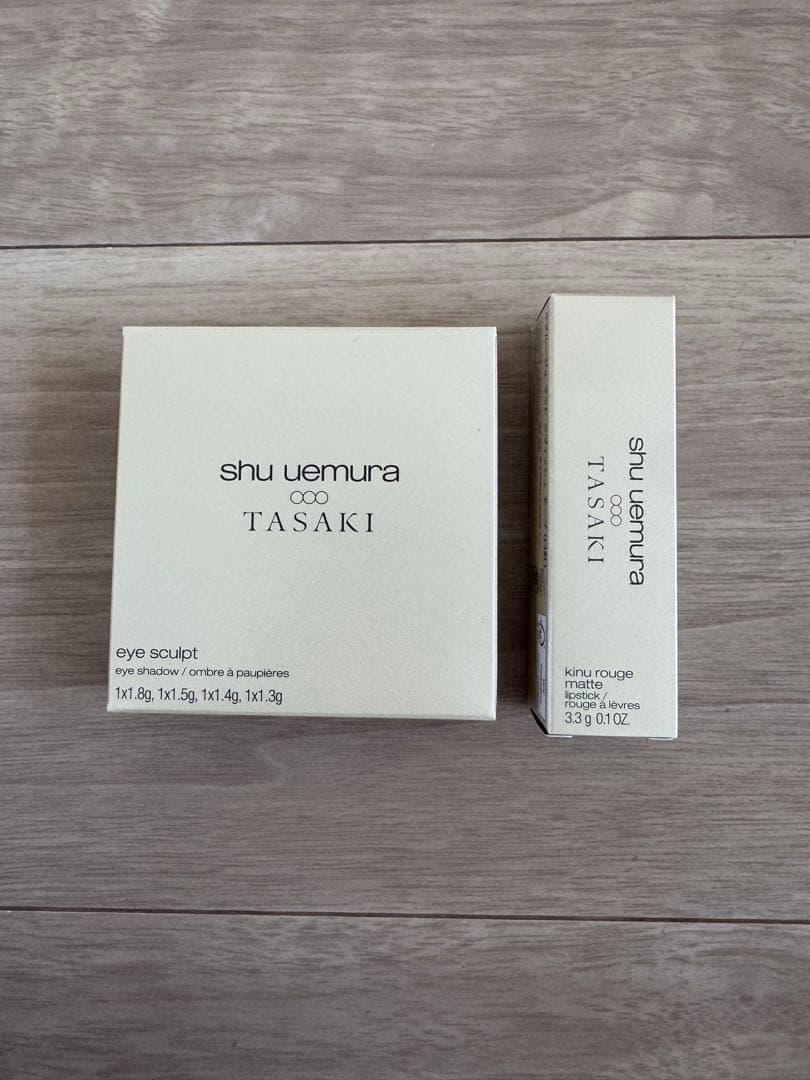 shu uemura
TASAKI
eye sculpt
eye shadow / ombre à paupières
1x1.8g, 1x1.5g, 1x1.4g, 1x1.3g
shu uemura
TASAKI
kinu rouge
matte
lipstick /
rouge à lèvres
3.3 g 0.1 OZ.